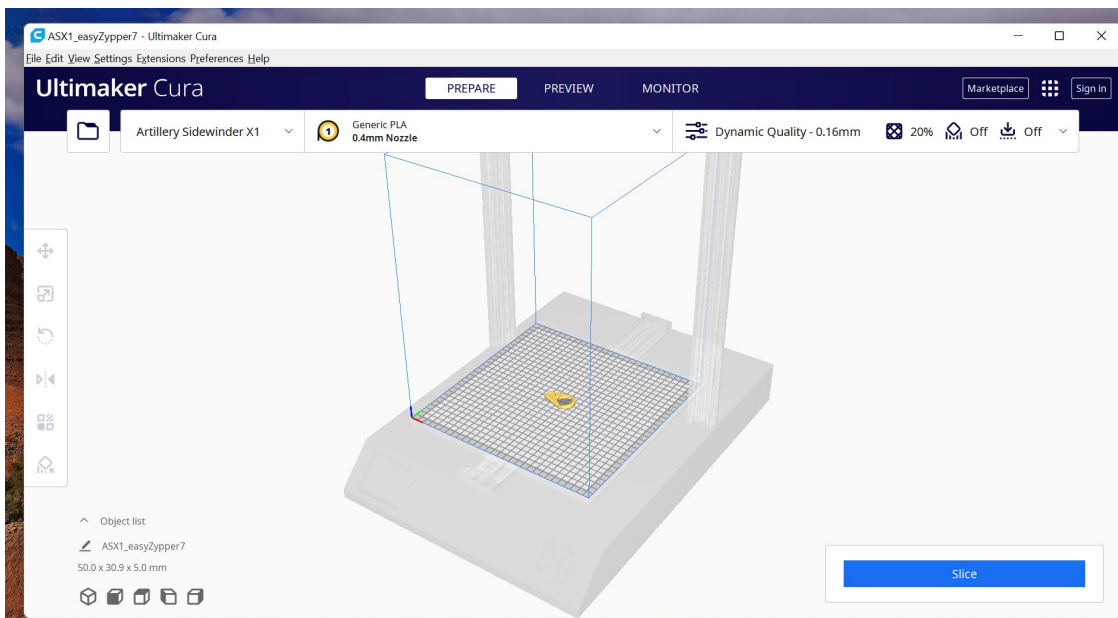 ASX1_easyZypper7 - Ultimaker Cura
File Edit View Settings Extensions Preferences Help
Ultimaker Cura PREPARE PREVIEW MONITOR Marketplace Sign in
Artillery Sidewinder X1 1 Generic PLA
0.4mm Nozzle Dynamic Quality - 0.16mm 20% Off Off
Object list
ASX1_easyZypper7
50.0 x 30.9 x 5.0 mm
Slice